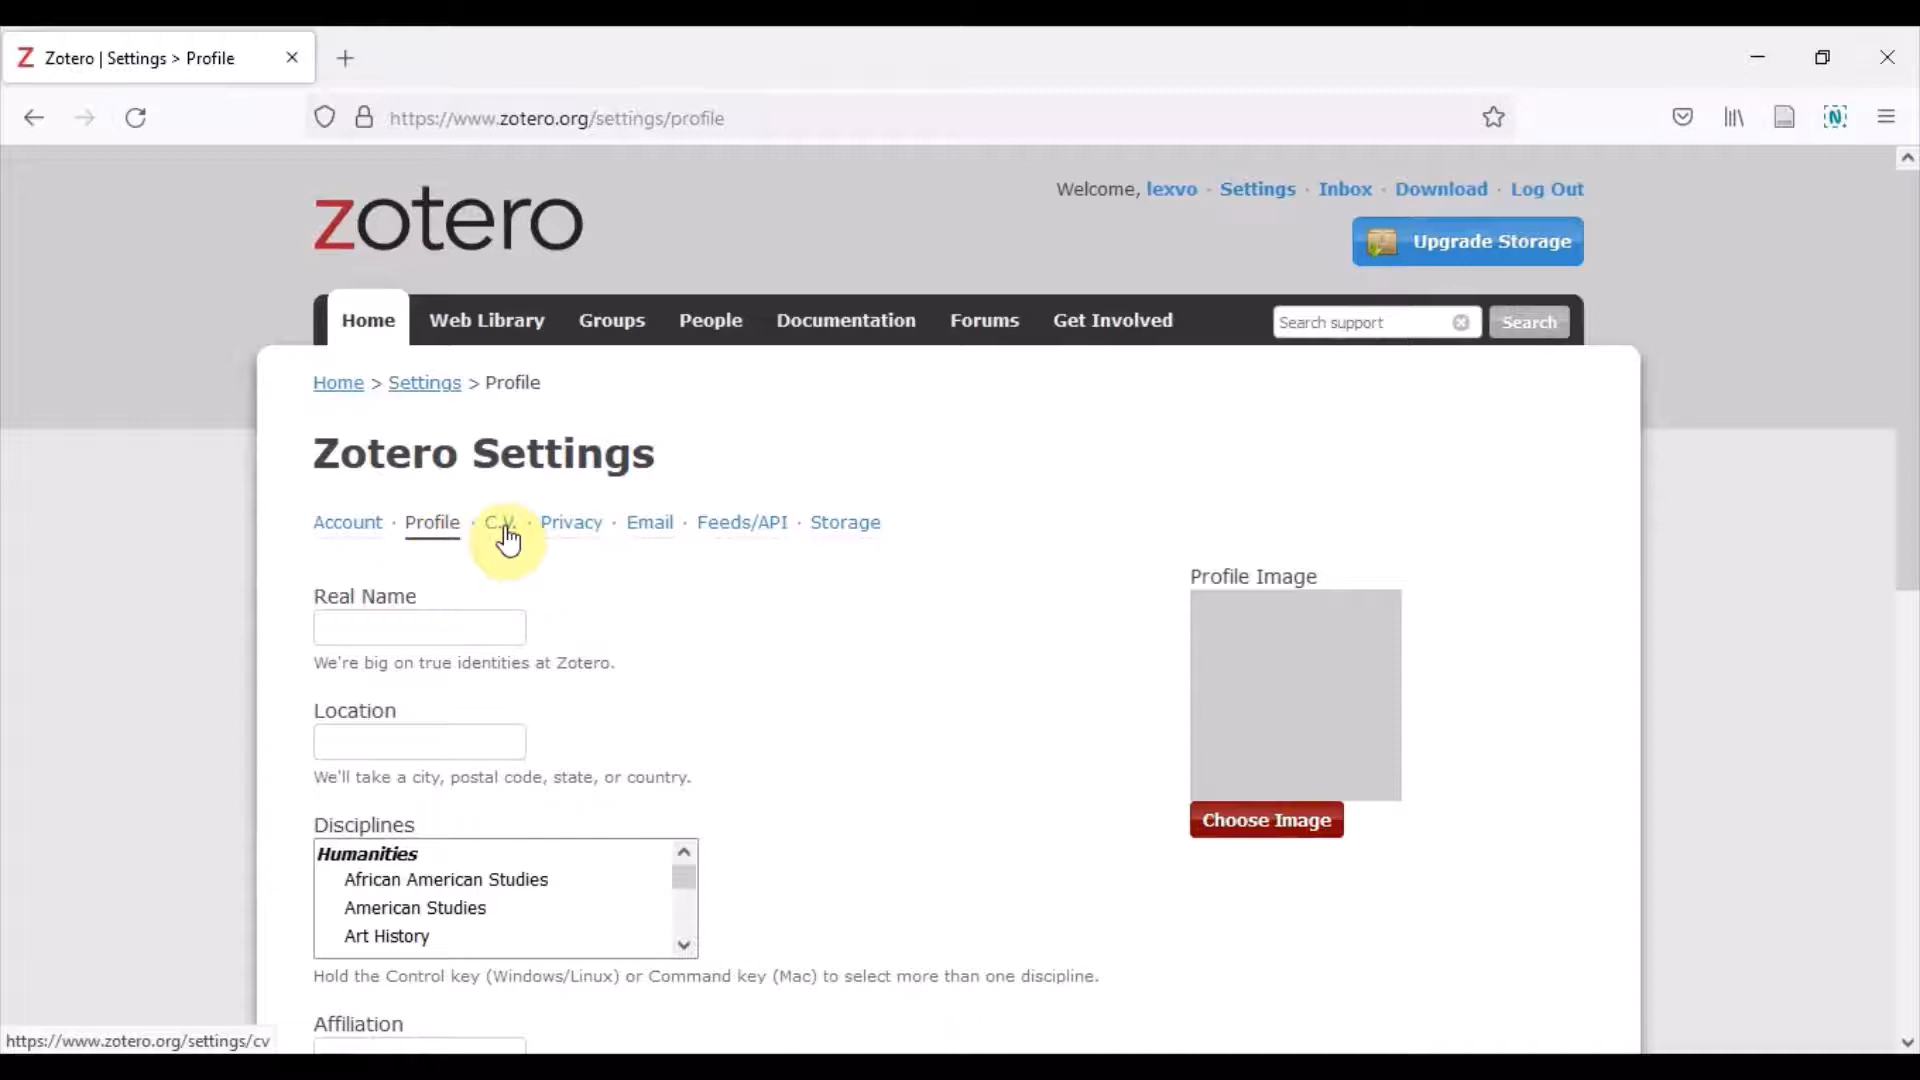 Z Zotero | Settings > Profile
https://www.zotero.org/settings/profile
N
zotero
Welcome, lexvo · Settings · Inbox · Download · Log Out
Upgrade Storage
Home Web Library Groups People Documentation Forums Get Involved Search support Search
Home > Settings > Profile
Zotero Settings
Account · Profile · C.V. · Privacy · Email · Feeds/API · Storage
Real Name
We're big on true identities at Zotero.
Location
We'll take a city, postal code, state, or country.
Disciplines
Humanities
African American Studies
American Studies
Art History
Hold the Control key (Windows/Linux) or Command key (Mac) to select more than one discipline.
Affiliation
Profile Image
Choose Image
https://www.zotero.org/settings/cv